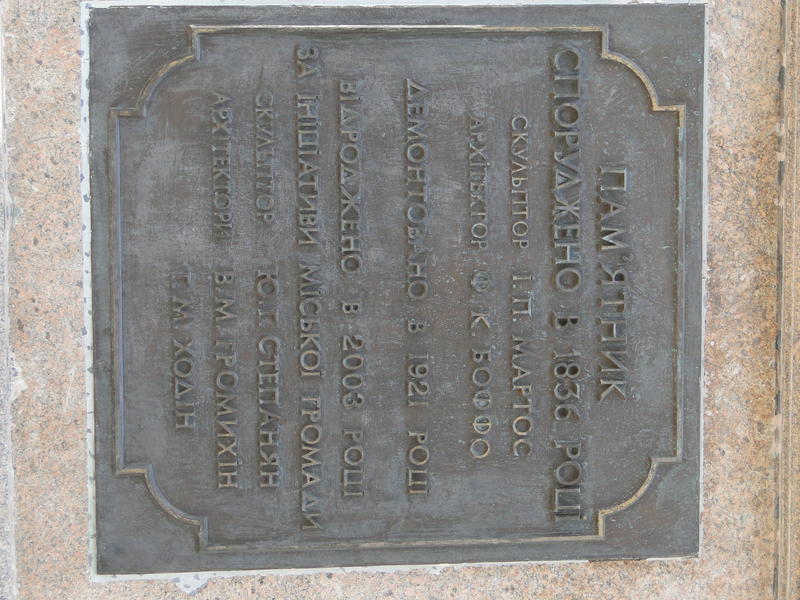 ПАМ'ЯТНИК
СПОРУДЖЕНО В 1836 РОЦІ
СКУЛЬПТОР І.П. МАРТОС
АРХІТЕКТОР Ф.К. БОФФО
ДЕМОНТОВАНО В 1921 РОЦІ
ВІДРОДЖЕНО В 2003 РОЦІ
ЗА ІНІЦІАТИВИ МІСЬКОЇ ГРОМАДИ
СКУЛЬПТОР Ю.Г. СТЕПАНЯН
АРХІТЕКТОРИ В.М. ГРОМИХІН
Г.М. ХОДІН